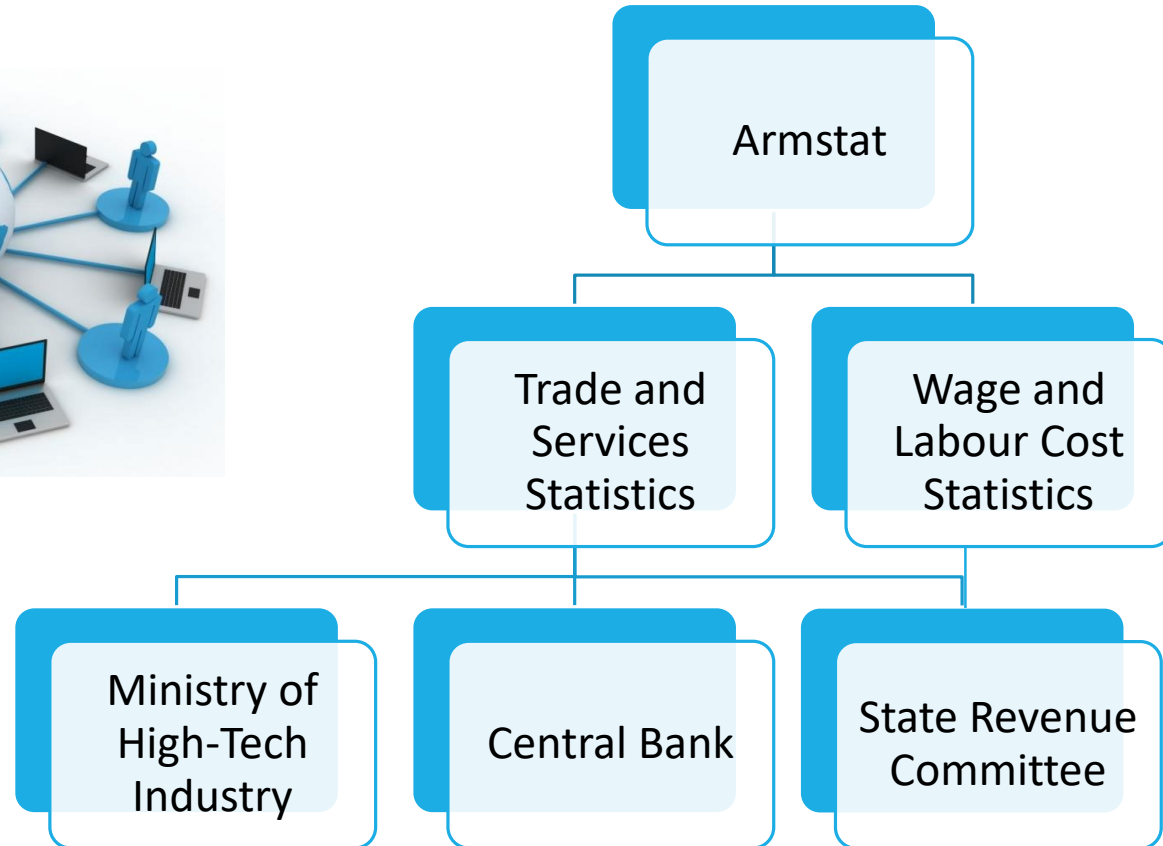 Armstat
Trade and
Services
Statistics
Wage and
Labour Cost
Statistics
Ministry of
High-Tech
Industry
Central Bank
State Revenue
Committee